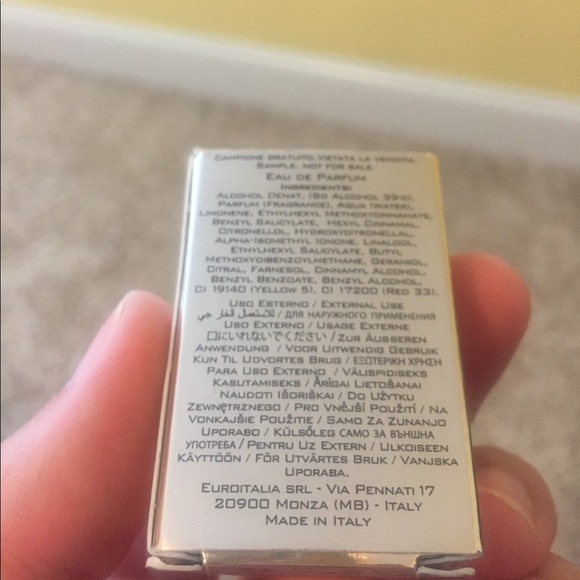 CAMPIONE GRATUITO. VIETATA LA VENDITA.
SAMPLE. NOT FOR SALE.
EAU DE PARFUM
INGREDIENTS:
ALCOHOL DENAT. (SD ALCOHOL 39-C),
PARFUM (FRAGRANCE), AQUA (WATER),
LIMONENE, ETHYLHEXYL METHOXYCINNAMATE,
BENZYL SALICYLATE, HEXYL CINNAMAL,
CITRONELLOL, HYDROXYCITRONELLAL,
ALPHA-ISOMETHYL IONONE, LINALOOL,
ETHYLHEXYL SALICYLATE, BUTYL
METHOXYDIBENZOYLMETHANE, GERANIOL,
CITRAL, FARNESOL, CINNAMYL ALCOHOL,
BENZYL BENZOATE, BENZYL ALCOHOL,
CI 19140 (YELLOW 5), CI 17200 (RED 33).
USO ESTERNO / EXTERNAL USE
/ ДЛЯ НАРУЖНОГО ПРИМЕНЕНИЯ
USO EXTERNO / USAGE EXTERNE
口にいれないでください / ZUR ÄUSSEREN
ANWENDUNG / VOOR UITWENDIG GEBRUIK
KUN TIL UDVORTES BRUG / ΕΞΩΤΕΡΙΚΗ ΧΡΗΣΗ
PARA USO EXTERNO / VÄLISPIDISEKS
KASUTAMISEKS / ĀRĪGAI LIETOŠANAI
NAUDOTI IŠORIŠKAI / DO UŻYTKU
ZEWNĘTRZNEGO / PRO VNĚJŠÍ POUŽITÍ / NA
VONKAJŠIE POUŽITIE / SAMO ZA ZUNANJO
UPORABO / KÜLSŐLEG САМО ЗА ВЪНШНА
УПОТРЕБА / PENTRU UZ EXTERN / ULKOISEEN
KÄYTTÖÖN / FÖR UTVÄRTES BRUK / VANJSKA
UPORABA.
EUROITALIA SRL - VIA PENNATI 17
20900 MONZA (MB) - ITALY
MADE IN ITALY